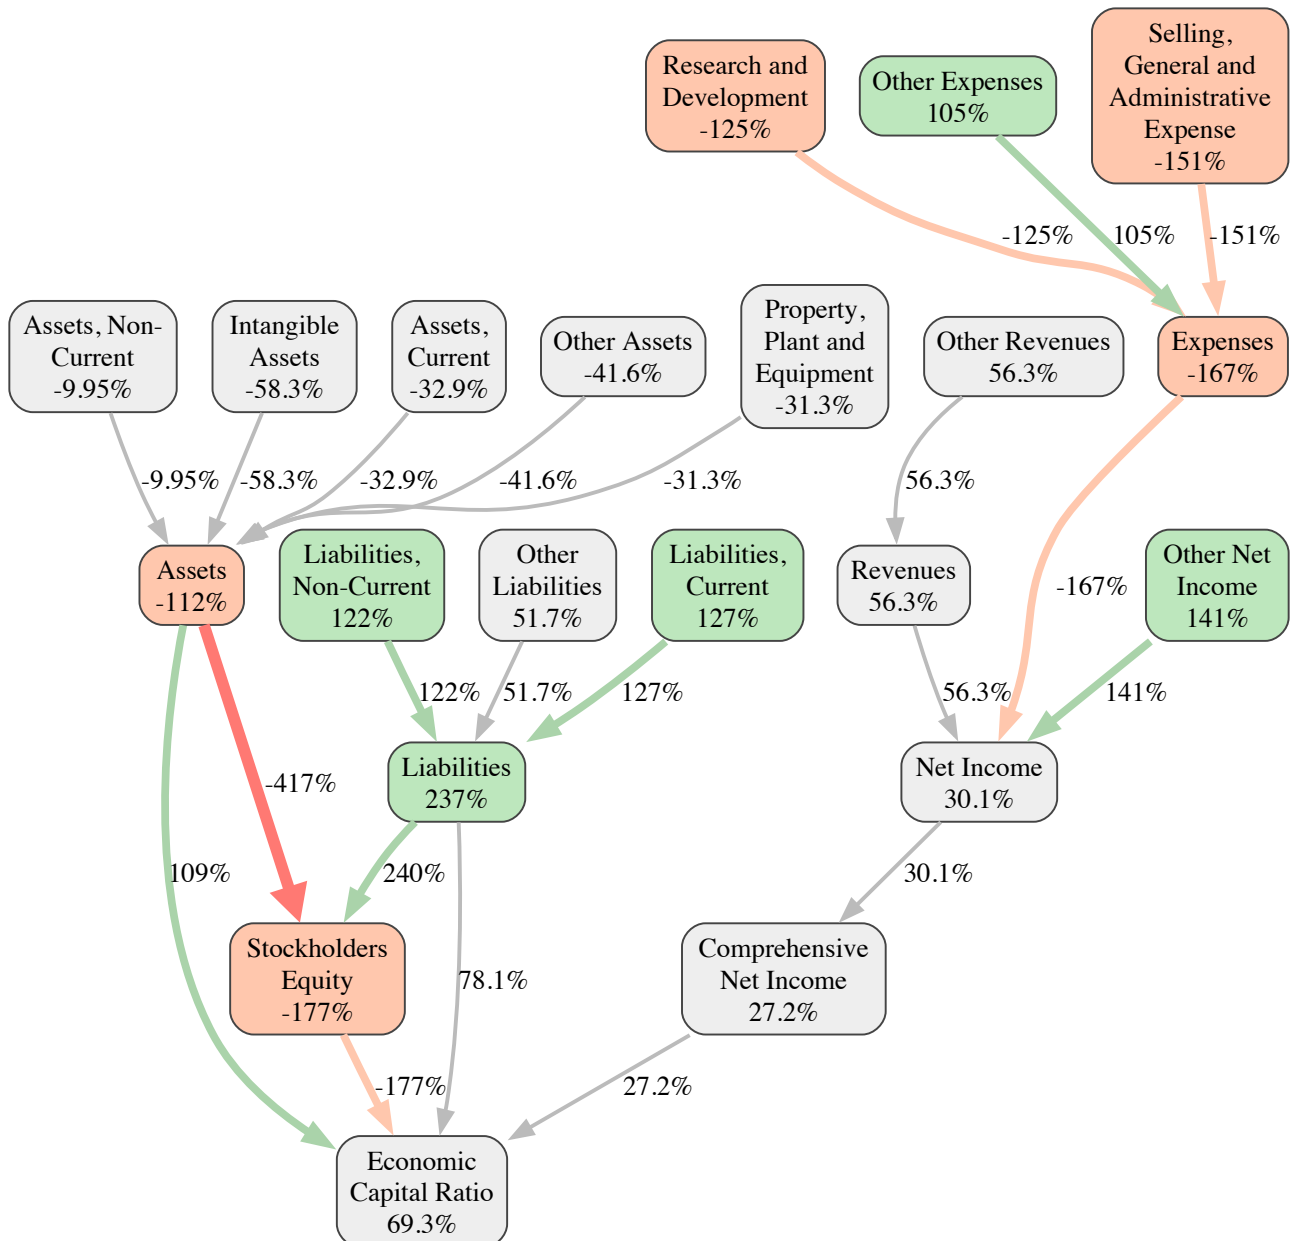 Selling,
General and
Administrative
Expense
-151%
Research and
Development
-125%
Other Expenses
105%
-125%
105%
-151%
Assets, Non-
Current
-9.95%
Intangible
Assets
-58.3%
Assets,
Current
-32.9%
Other Assets
-41.6%
Property,
Plant and
Equipment
-31.3%
Other Revenues
56.3%
Expenses
-167%
-9.95%
-58.3%
-32.9%
-41.6%
-31.3%
56.3%
-167%
Assets
-112%
Liabilities,
Non-Current
122%
Other
Liabilities
51.7%
Liabilities,
Current
127%
Revenues
56.3%
Other Net
Income
141%
122%
51.7%
127%
56.3%
141%
-417%
Liabilities
237%
Net Income
30.1%
109%
240%
30.1%
Stockholders
Equity
-177%
78.1%
Comprehensive
Net Income
27.2%
-177%
27.2%
Economic
Capital Ratio
69.3%